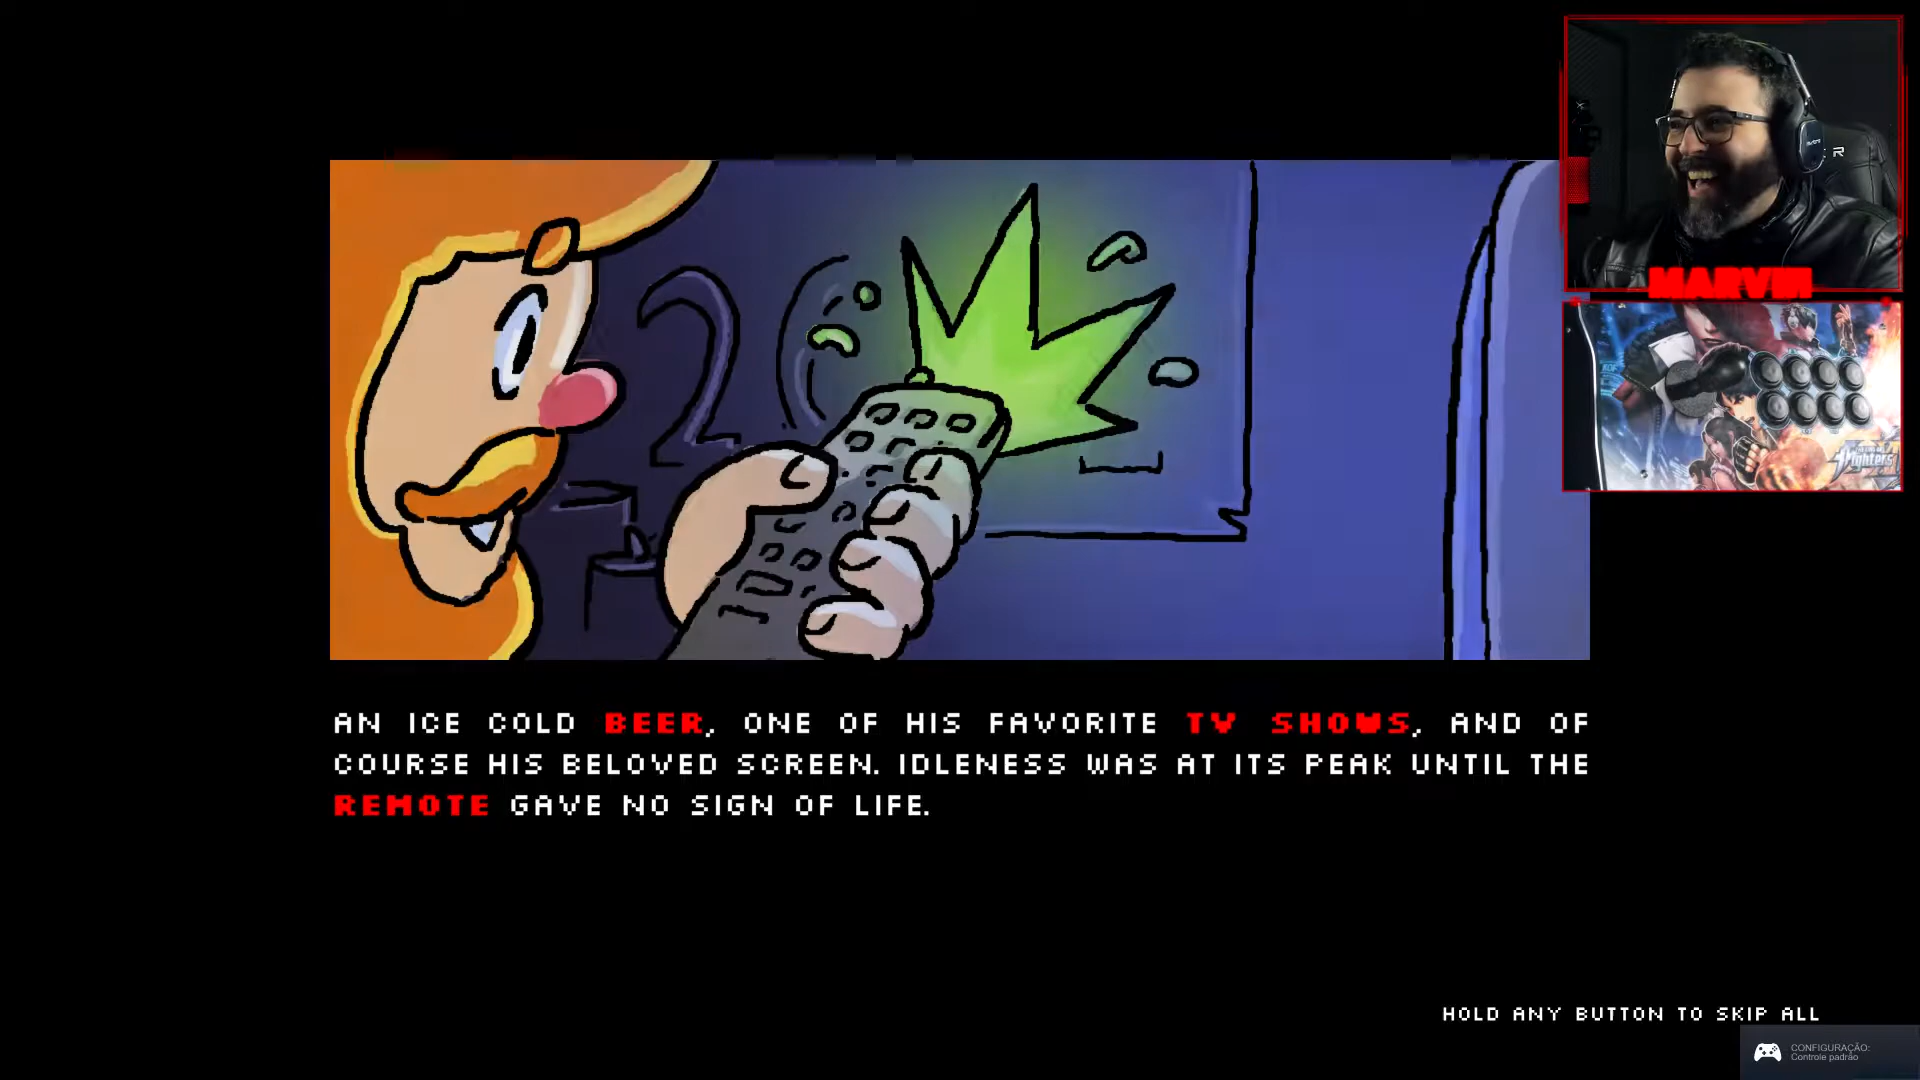 MARVIN
AN ICE COLD BEER, ONE OF HIS FAVORITE TV SHOWS, AND OF
COURSE HIS BELOVED SCREEN. IDLENESS WAS AT ITS PEAK UNTIL THE
REMOTE GAVE NO SIGN OF LIFE.
HOLD ANY BUTTON TO SKIP ALL
CONFIGURAÇÃO:
Controle padrão